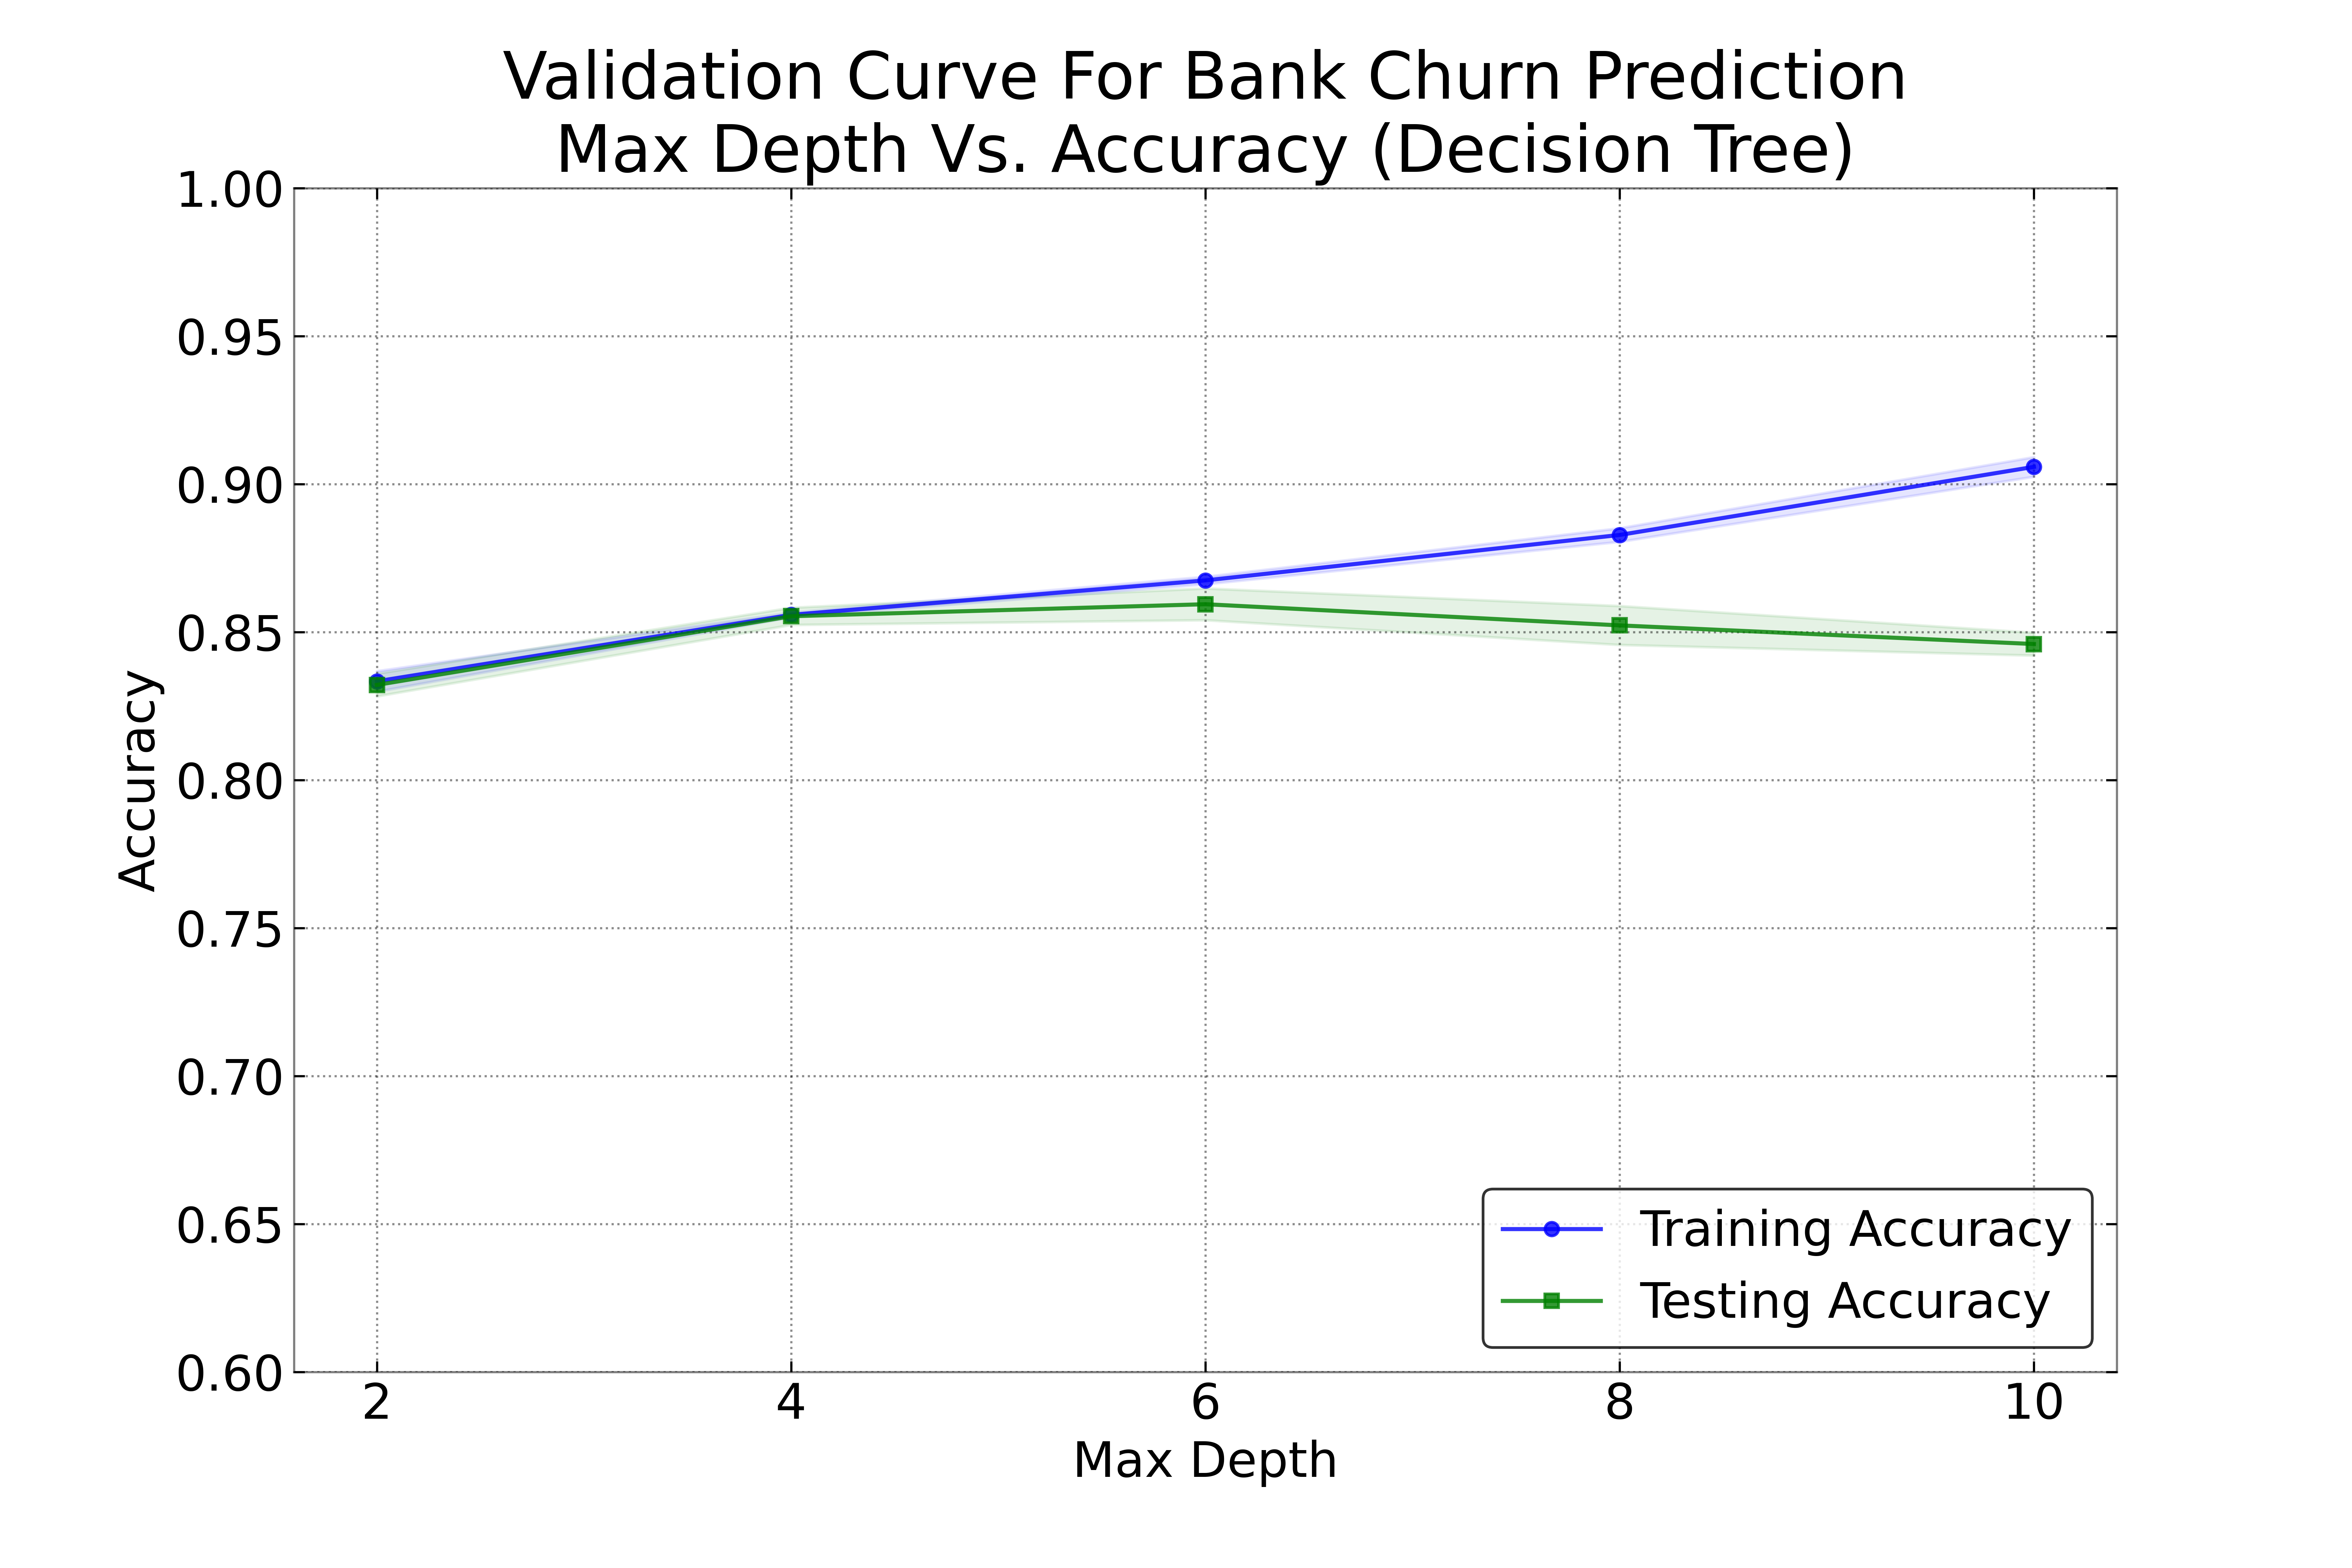 Validation Curve For Bank Churn Prediction
Max Depth Vs. Accuracy (Decision Tree)
1.00
0.95
0.90
0.85
0.80
0.75
0.70
0.65
0.60
Accuracy
2 4 6 8 10
Max Depth
Training Accuracy
Testing Accuracy